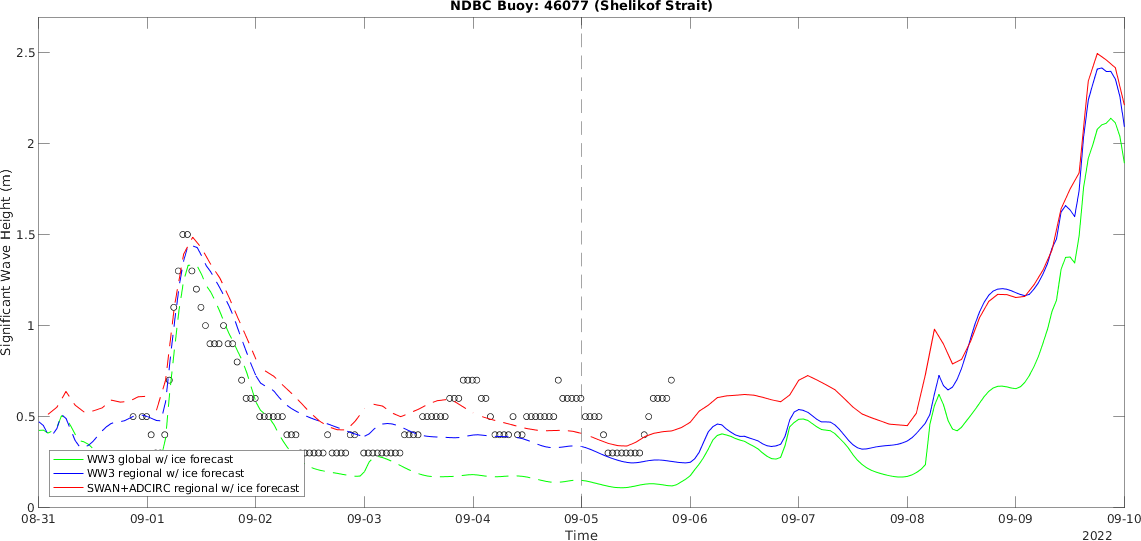 NDBC Buoy: 46077 (Shelikof Strait)
Significant Wave Height (m)
2.5
2
1.5
1
0.5
0
WW3 global w/ ice forecast
WW3 regional w/ ice forecast
SWAN+ADCIRC regional w/ ice forecast
08-31 09-01 09-02 09-03 09-04 09-05 09-06 09-07 09-08 09-09 09-10
Time
2022